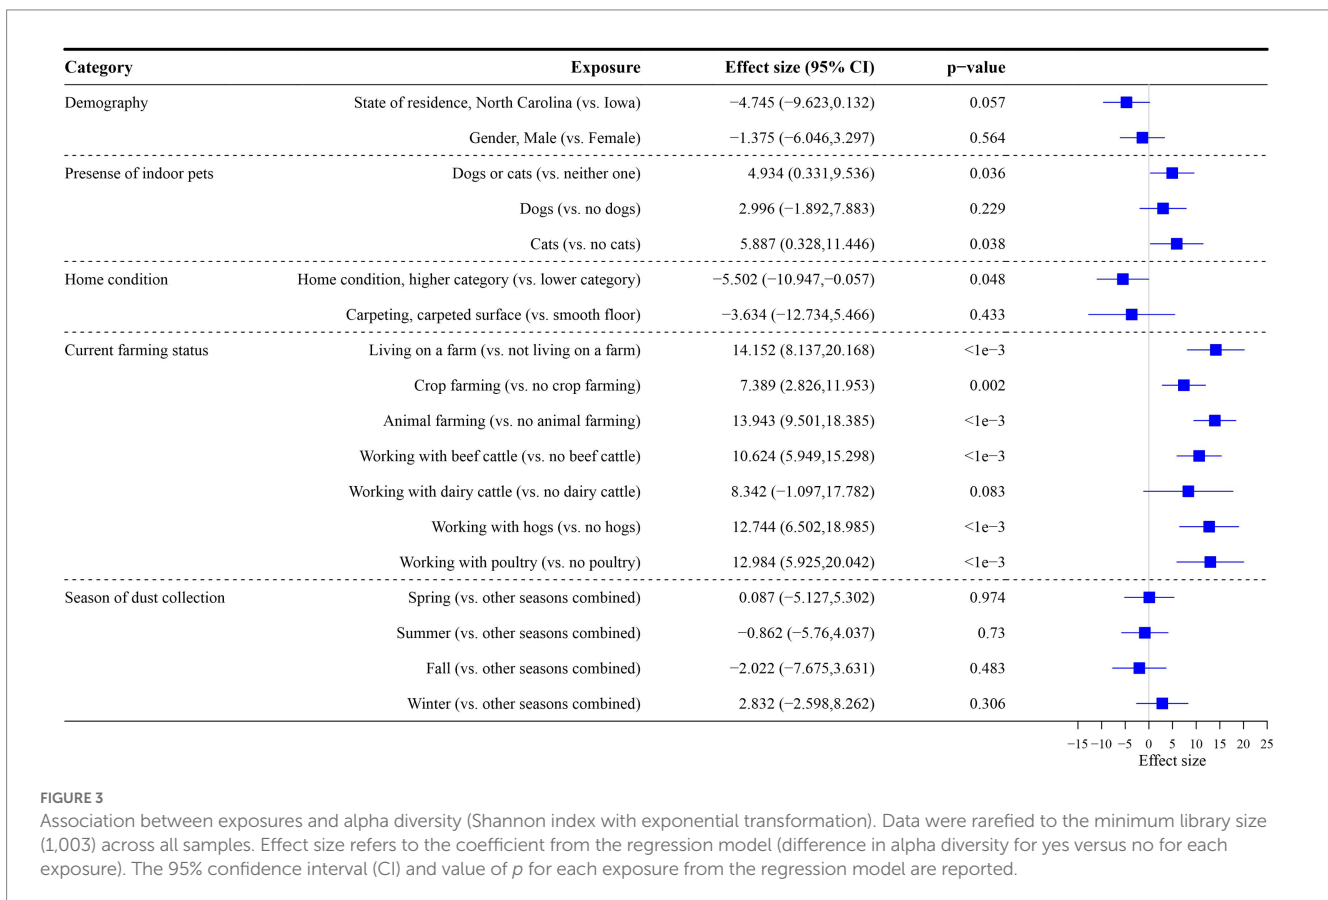 Category Exposure Effect size (95% CI) p−value
Demography State of residence, North Carolina (vs. Iowa) −4.745 (−9.623,0.132) 0.057
Gender, Male (vs. Female) −1.375 (−6.046,3.297) 0.564
Presense of indoor pets Dogs or cats (vs. neither one) 4.934 (0.331,9.536) 0.036
Dogs (vs. no dogs) 2.996 (−1.892,7.883) 0.229
Cats (vs. no cats) 5.887 (0.328,11.446) 0.038
Home condition Home condition, higher category (vs. lower category) −5.502 (−10.947,−0.057) 0.048
Carpeting, carpeted surface (vs. smooth floor) −3.634 (−12.734,5.466) 0.433
Current farming status Living on a farm (vs. not living on a farm) 14.152 (8.137,20.168) <1e−3
Crop farming (vs. no crop farming) 7.389 (2.826,11.953) 0.002
Animal farming (vs. no animal farming) 13.943 (9.501,18.385) <1e−3
Working with beef cattle (vs. no beef cattle) 10.624 (5.949,15.298) <1e−3
Working with dairy cattle (vs. no dairy cattle) 8.342 (−1.097,17.782) 0.083
Working with hogs (vs. no hogs) 12.744 (6.502,18.985) <1e−3
Working with poultry (vs. no poultry) 12.984 (5.925,20.042) <1e−3
Season of dust collection Spring (vs. other seasons combined) 0.087 (−5.127,5.302) 0.974
Summer (vs. other seasons combined) −0.862 (−5.76,4.037) 0.73
Fall (vs. other seasons combined) −2.022 (−7.675,3.631) 0.483
Winter (vs. other seasons combined) 2.832 (−2.598,8.262) 0.306
−15 −10 −5 0 5 10 15 20 25
Effect size
FIGURE 3
Association between exposures and alpha diversity (Shannon index with exponential transformation). Data were rarefied to the minimum library size
(1,003) across all samples. Effect size refers to the coefficient from the regression model (difference in alpha diversity for yes versus no for each
exposure). The 95% confidence interval (CI) and value of p for each exposure from the regression model are reported.